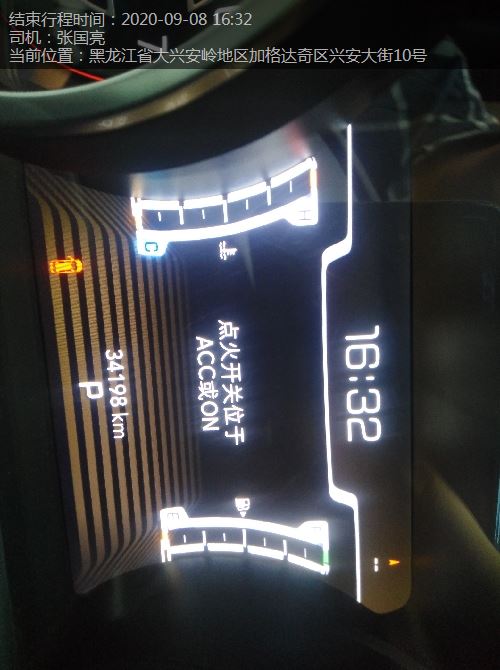 结束行程时间：2020-09-08 16:32
司机：张国亮
当前位置：黑龙江省大兴安岭地区加格达奇区兴安大街10号
16:32
--
H
C
点火开关位于
ACC或ON
E
F
34198 km
P